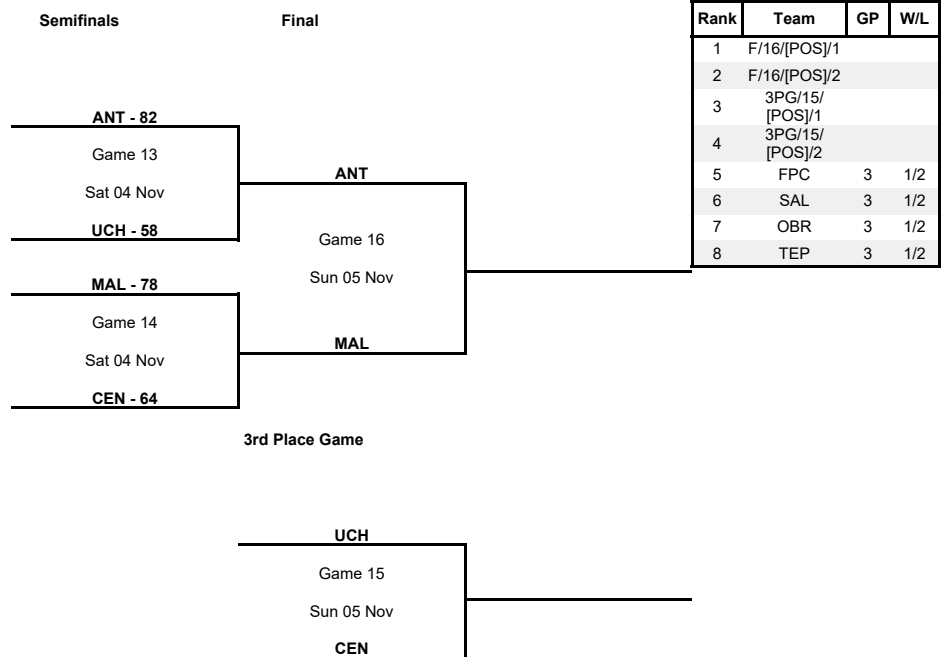 Semifinals Final
ANT - 82
Game 13
Sat 04 Nov
UCH - 58
MAL - 78
Game 14
Sat 04 Nov
CEN - 64
ANT
Game 16
Sun 05 Nov
MAL
3rd Place Game
UCH
Game 15
Sun 05 Nov
CEN
Rank Team GP W/L
1 F/16/[POS]/1
2 F/16/[POS]/2
3 3PG/15/
[POS]/1
4 3PG/15/
[POS]/2
5 FPC 3 1/2
6 SAL 3 1/2
7 OBR 3 1/2
8 TEP 3 1/2